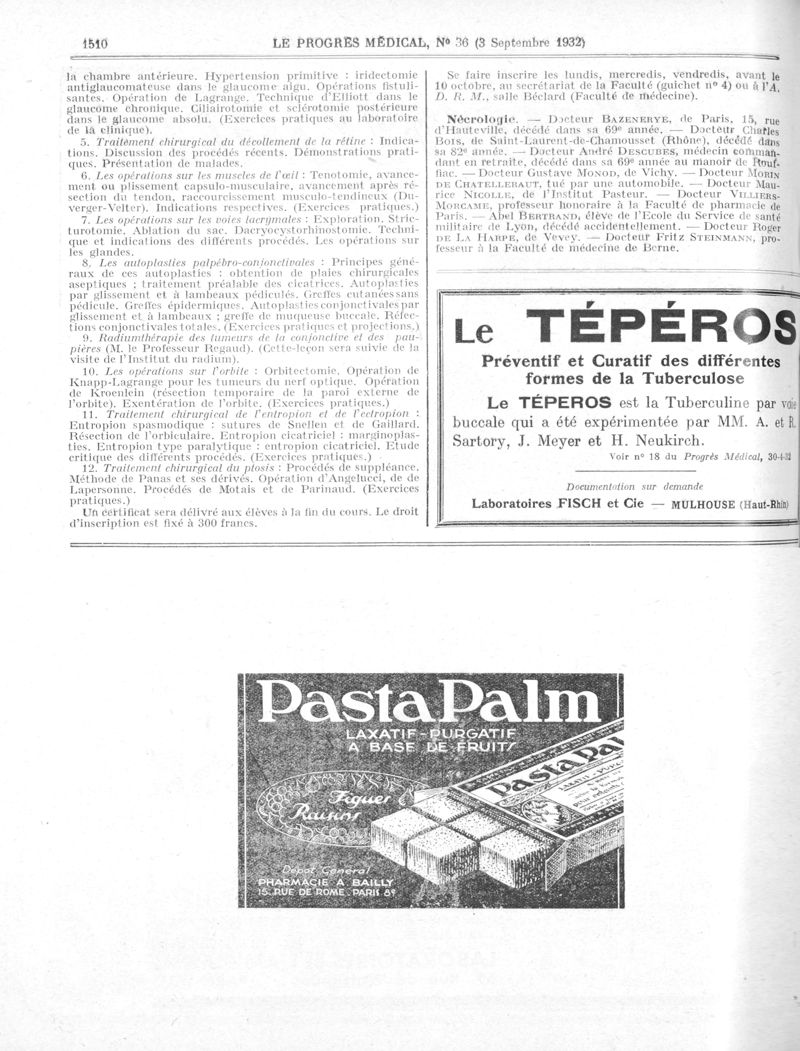 1510
LE PROGRÈS MÉDICAL, Nº 36 (3 Septembre 1932)
la chambre antérieure. Hypertension primitive : iridectomie
antiglaucomateuse dans le glaucome aigu. Opérations fistuli-
santes. Opération de Lagrange. Technique d'Elliott dans le
glaucome chronique. Ciliairotomie et sclérotomie postérieure
dans le glaucome absolu. (Exercices pratiques au laboratoire
de la clinique).
5. Traitement chirurgical du décollement de la rétine : Indica-
tions. Discussion des procédés récents. Démonstrations prati-
ques. Présentation de malades.
6. Les opérations sur les muscles de l'œil : Tenotomie, avance-
ment ou plissement capsulo-musculaire, avancement après ré-
section du tendon, raccourcissement musculo-tendineux (Du-
verger-Velter). Indications respectives. (Exercices pratiques.)
7. Les opérations sur les voies lacrymales : Exploration. Stric-
turotomie. Ablation du sac. Dacryocystorhinostomie. Techni-
que et indications des différents procédés. Les opérations sur
les glandes.
8. Les autoplasties palpébro-conjonctivales : Principes géné-
raux de ces autoplasties : obtention de plaies chirurgicales
aseptiques ; traitement préalable des cicatrices. Autoplasties
par glissement et à lambeaux pédiculés. Greffes cutanées sans
pédicule. Greffes épidermiques. Autoplasties conjonctivales par
glissement et à lambeaux ; greffe de muqueuse buccale. Réfec-
tions conjonctivales totales. (Exercices pratiques et projections.)
9. Radiumthérapie des tumeurs de la conjonctive et des pau-
pières (M. le Professeur Regaud). (Cette leçon sera suivie de la
visite de l'Institut du radium).
10. Les opérations sur l'orbite : Orbitectomie. Opération de
Knapp-Lagrange pour les tumeurs du nerf optique. Opération
de Kroenlein (résection temporaire de la paroi externe de
l'orbite). Exentération de l'orbite. (Exercices pratiques.)
11. Traitement chirurgical de l'entropion et de l'ectropion :
Entropion spasmodique : sutures de Snellen et de Gaillard.
Résection de l'orbiculaire. Entropion cicatriciel : marginoplas-
ties. Entropion type paralytique : entropion cicatriciel. Etude
critique des différents procédés. (Exercices pratiques.)
12. Traitement chirurgical du ptosis : Procédés de suppléance.
Méthode de Panas et ses dérivés. Opération d'Angelucci, de de
Lapersonne. Procédés de Motais et de Parinaud. (Exercices
pratiques.)
Un certificat sera délivré aux élèves à la fin du cours. Le droit
d'inscription est fixé à 300 francs.
Se faire inscrire les lundis, mercredis, vendredis, avant le
10 octobre, au secrétariat de la Faculté (guichet nº 4) ou à l'A.
D. R. M., salle Béclard (Faculté de médecine).
Nécrologie. — Docteur BAZENERYE, de Paris, 15, rue
d'Hauteville, décédé dans sa 69e année. — Docteur Charles
BOIS, de Saint-Laurent-de-Chamousset (Rhône), décédé dans
sa 82e année. — Docteur André DESCUBES, médecin comman-
dant en retraite, décédé dans sa 69e année au manoir de Rouf-
fiac. — Docteur Gustave MONOD, de Vichy. — Docteur MORIN
DE CHATELLERAUT, tué par une automobile. — Docteur Mau-
rice NICOLLE, de l'Institut Pasteur. — Docteur VILLIERS-
MORCAMÉ, professeur honoraire à la Faculté de pharmacie de
Paris. — Abel BERTRAND, élève de l'Ecole du Service de santé
militaire de Lyon, décédé accidentellement. — Docteur Roger
DE LA HARPE, de Vevey. — Docteur Fritz STEINMANN, pro-
fesseur à la Faculté de médecine de Berne.
Le TÉPÉROS
Préventif et Curatif des différentes
formes de la Tuberculose
Le TÉPEROS est la Tuberculine par voie
buccale qui a été expérimentée par MM. A. et R.
Sartory, J. Meyer et H. Neukirch.
Voir nº 18 du Progrès Médical, 30-4-32
Documentation sur demande
Laboratoires FISCH et Cie — MULHOUSE (Haut-Rhin)
PastaPalm
LAXATIF-PURGATIF
A BASE DE FRUITS
Figues
Raisins
PastaPalm
Dépot Général
PHARMACIE A BAILLY
15. RUE DE ROME. PARIS 8e